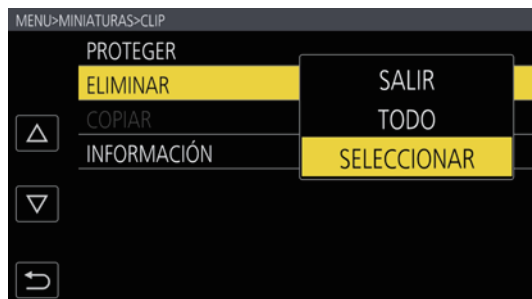 MENU>MINIATURAS>CLIP
PROTEGER
ELIMINAR
COPIAR
INFORMACIÓN
SALIR
TODO
SELECCIONAR